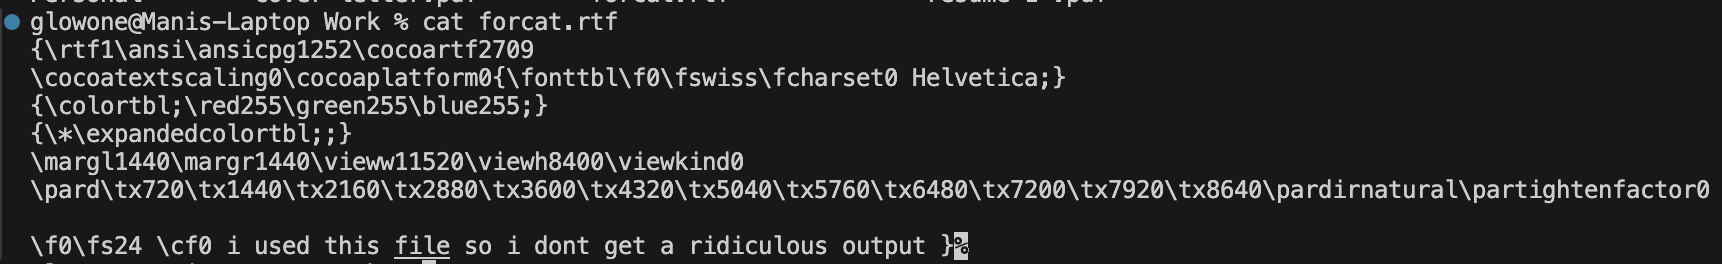 glowone@Manis-Laptop Work % cat forcat.rtf
{\rtf1\ansi\ansicpg1252\cocoartf2709
\cocoatextscaling0\cocoaplatform0{\fonttbl\f0\fswiss\fcharset0 Helvetica;}
{\colortbl;\red255\green255\blue255;}
{\*\expandedcolortbl;;}
\margl1440\margr1440\vieww11520\viewh8400\viewkind0
\pard\tx720\tx1440\tx2160\tx2880\tx3600\tx4320\tx5040\tx5760\tx6480\tx7200\tx7920\tx8640\pardirnatural\partightenfactor0
\f0\fs24 \cf0 i used this file so i dont get a ridiculous output }%